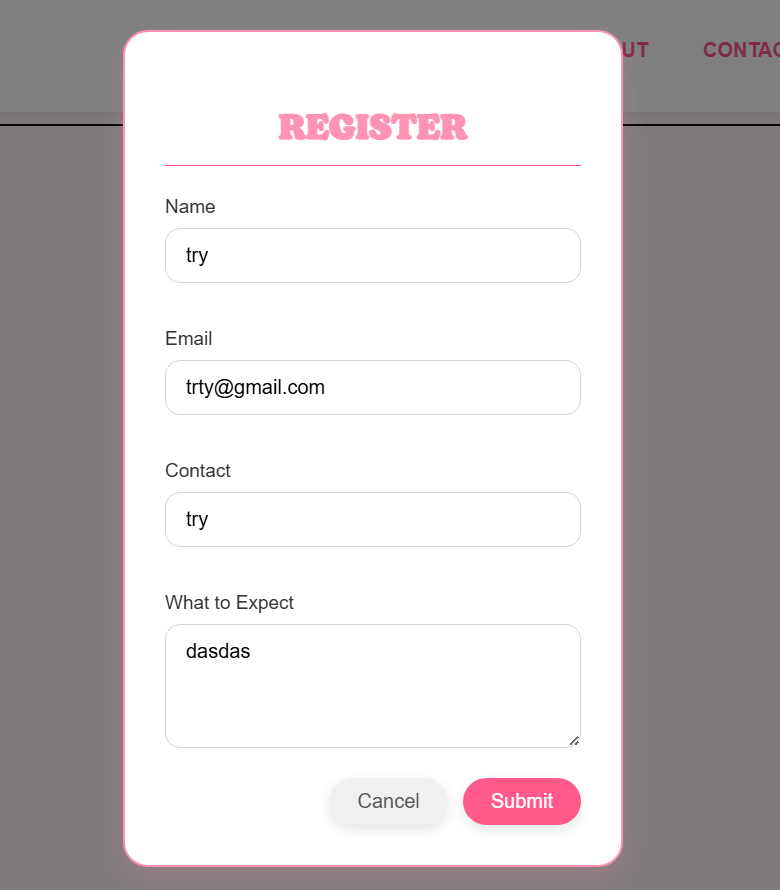 UT CONTAC
REGISTER
Name
try
Email
trty@gmail.com
Contact
try
What to Expect
dasdas
Cancel Submit